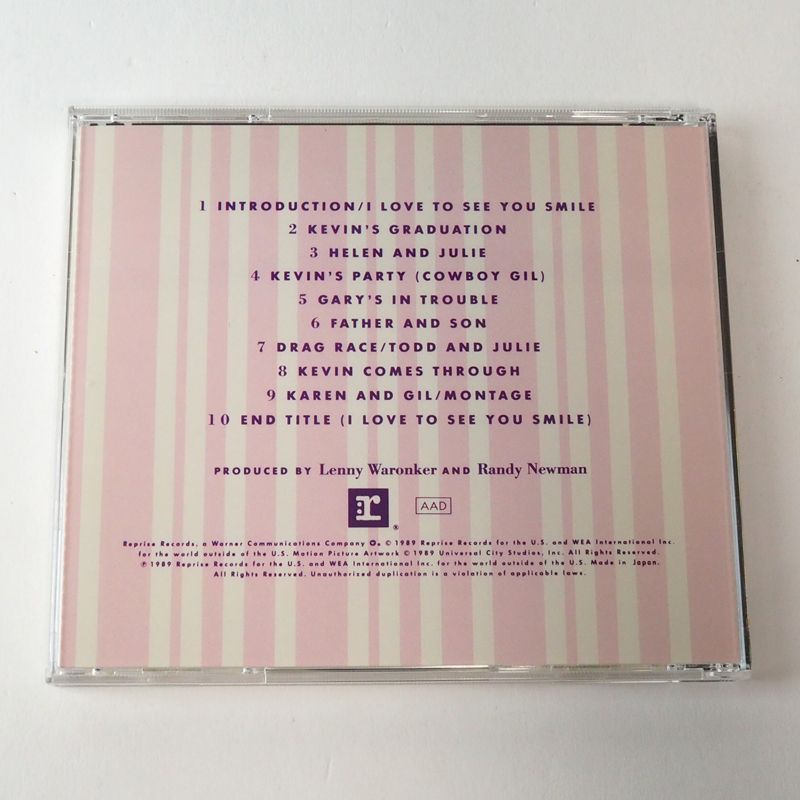 1 INTRODUCTION/I LOVE TO SEE YOU SMILE
2 KEVIN'S GRADUATION
3 HELEN AND JULIE
4 KEVIN'S PARTY (COWBOY GIL)
5 GARY'S IN TROUBLE
6 FATHER AND SON
7 DRAG RACE/TODD AND JULIE
8 KEVIN COMES THROUGH
9 KAREN AND GIL/MONTAGE
10 END TITLE (I LOVE TO SEE YOU SMILE)
PRODUCED BY Lenny Waronker AND Randy Newman
r ®
AAD
Reprise Records, a Warner Communications Company © 1989 Reprise Records for the U.S. and WEA International Inc.
for the world outside of the U.S. Motion Picture Artwork © 1989 Universal City Studios, Inc. All Rights Reserved.
℗ 1989 Reprise Records for the U.S. and WEA International Inc. for the world outside of the U.S. Made in Japan.
All Rights Reserved. Unauthorized duplication is a violation of applicable laws.